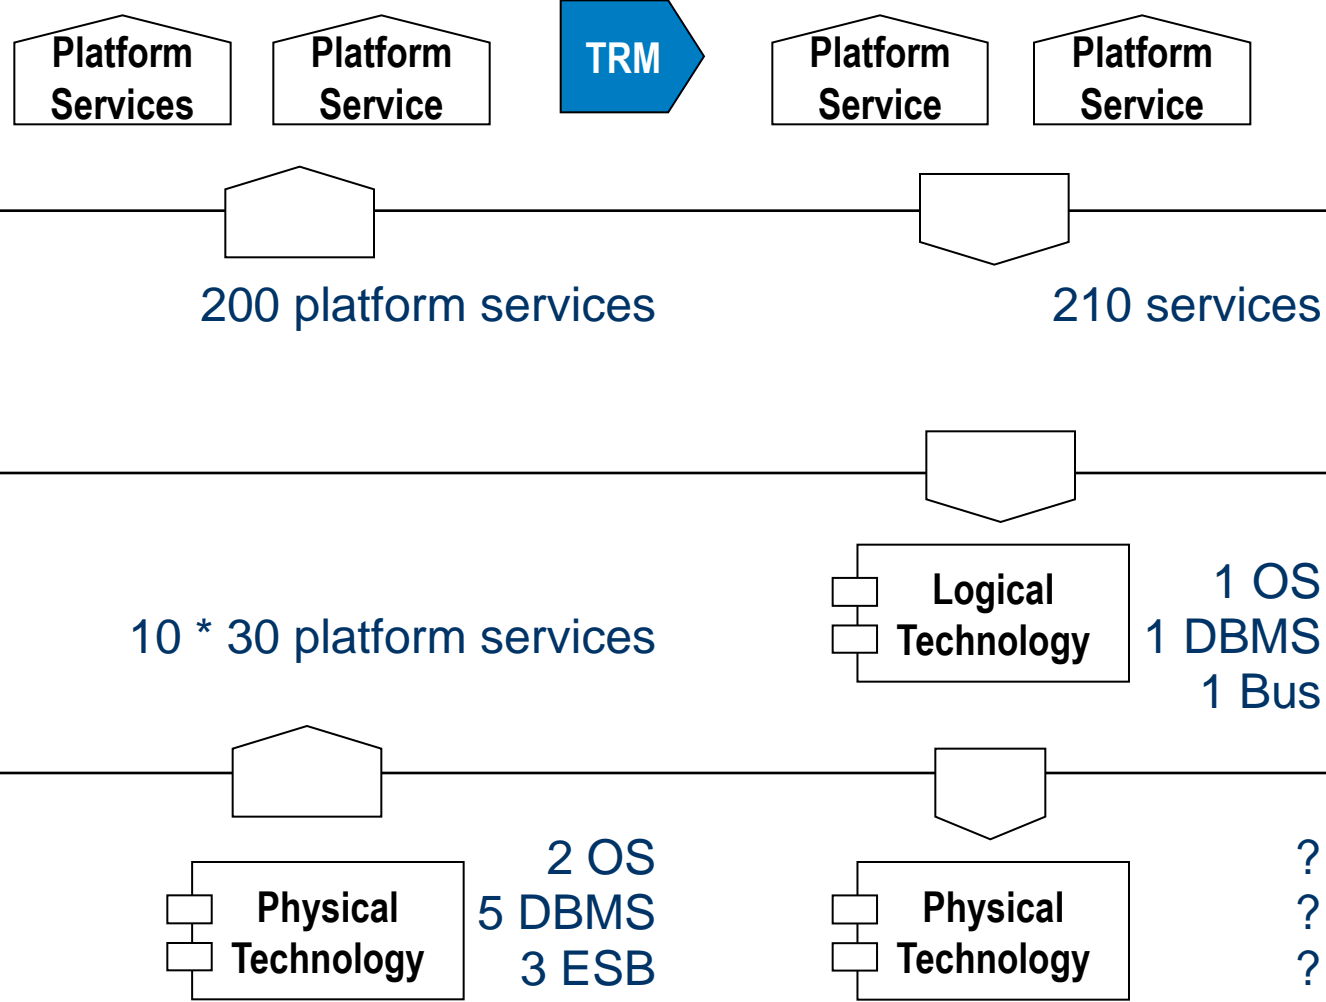 Platform
Services
Platform
Service
TRM
Platform
Service
Platform
Service
200 platform services
210 services
10 * 30 platform services
Logical
Technology
1 OS
1 DBMS
1 Bus
Physical
Technology
2 OS
5 DBMS
3 ESB
Physical
Technology
?
?
?